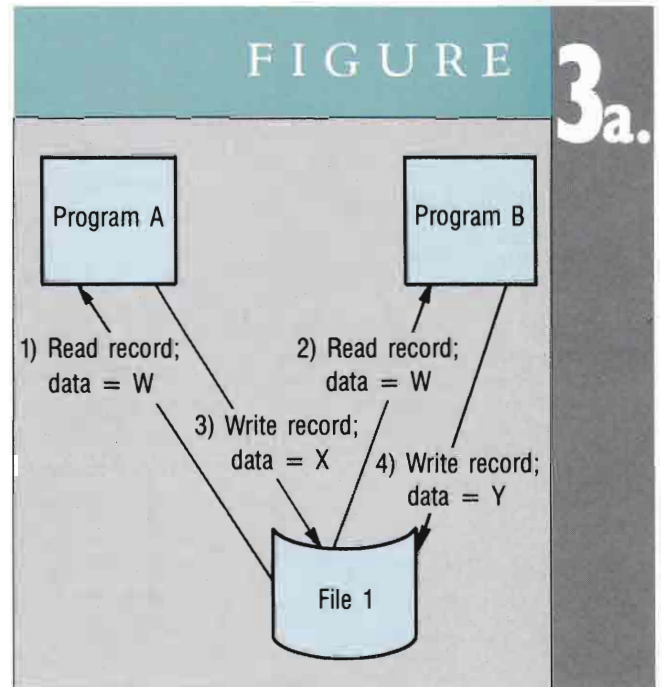 FIGURE 3a.
Program A
Program B
1) Read record;
data = W
2) Read record;
data = W
3) Write record;
data = X
4) Write record;
data = Y
File 1